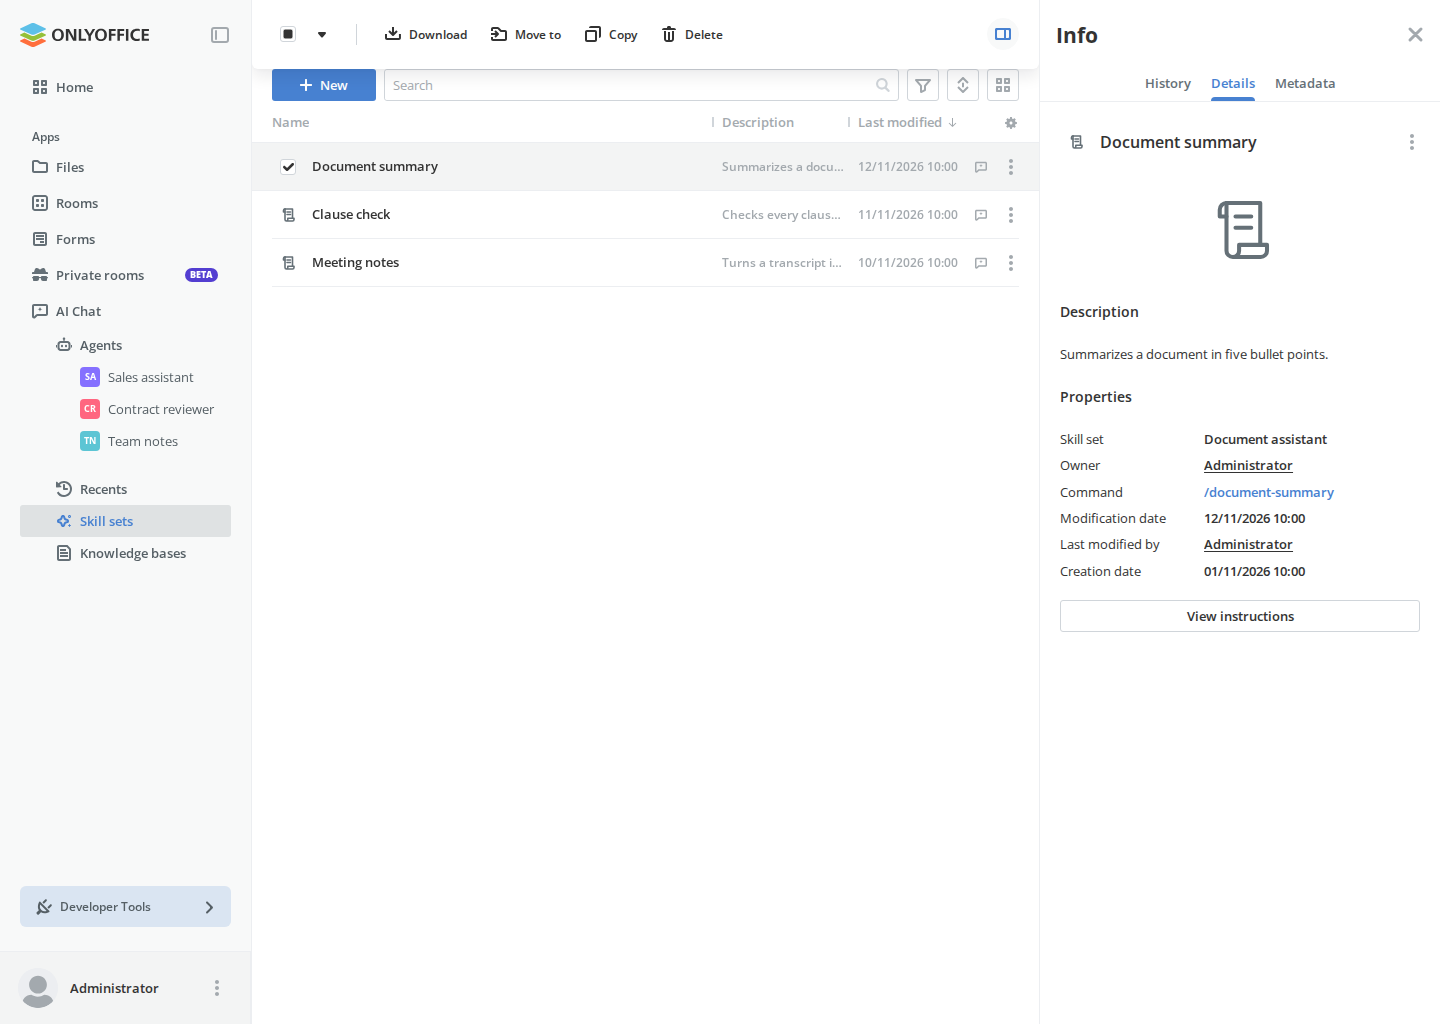 ONLYOFFICE
Home
Apps
Files
Rooms
Forms
Private rooms BETA
AI Chat
Agents
SA Sales assistant
CR Contract reviewer
TN Team notes
Recents
Skill sets
Knowledge bases
Developer Tools
Administrator
Download Move to Copy Delete
New Search
Name Description Last modified
Document summary Summarizes a docu... 12/11/2026 10:00
Clause check Checks every claus... 11/11/2026 10:00
Meeting notes Turns a transcript i... 10/11/2026 10:00
Info
History Details Metadata
Document summary
Description
Summarizes a document in five bullet points.
Properties
Skill set Document assistant
Owner Administrator
Command /document-summary
Modification date 12/11/2026 10:00
Last modified by Administrator
Creation date 01/11/2026 10:00
View instructions